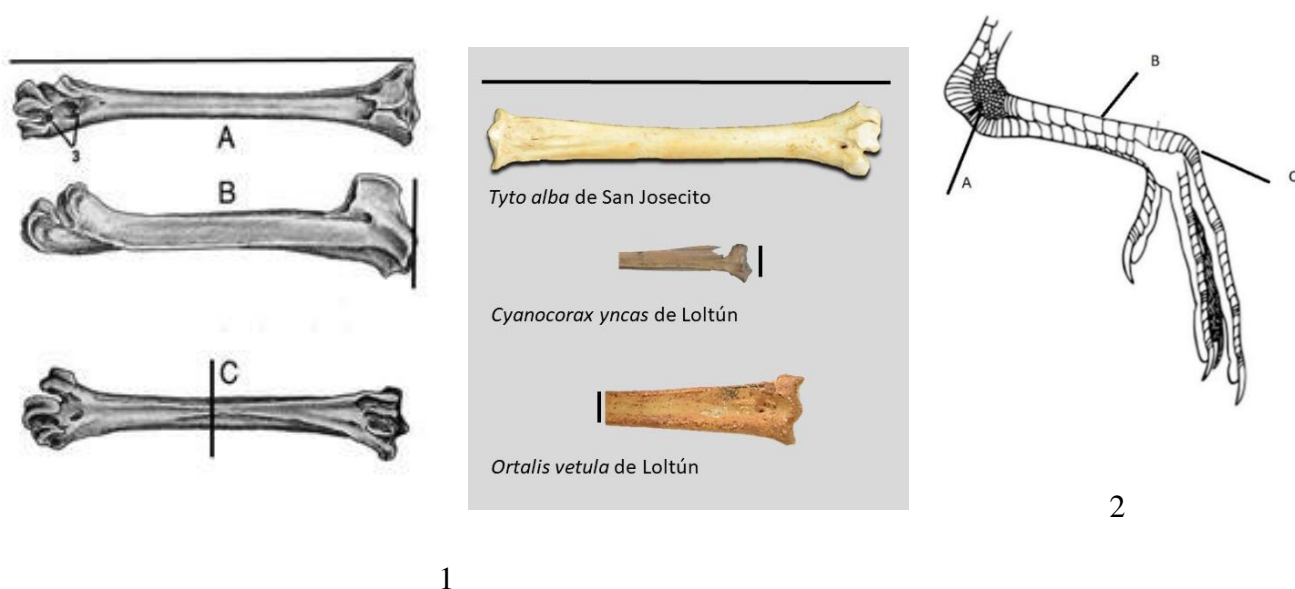 A
3
B
C
Tyto alba de San Josecito
Cyanocorax yncas de Loltún
Ortalis vetula de Loltún
1
B
A
C
2